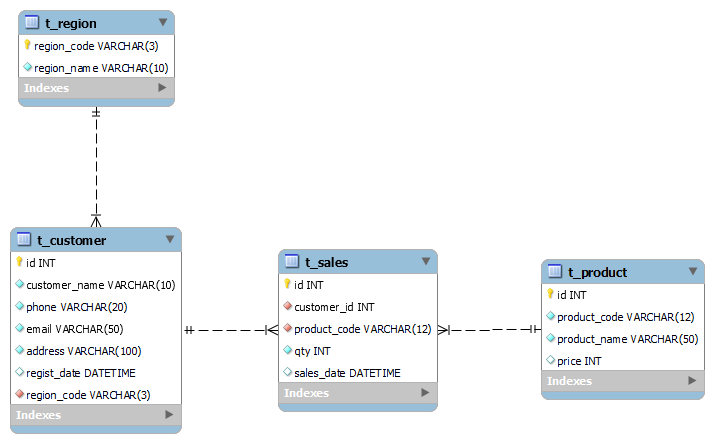 t_region
region_code VARCHAR(3)
region_name VARCHAR(10)
Indexes
t_customer
id INT
customer_name VARCHAR(10)
phone VARCHAR(20)
email VARCHAR(50)
address VARCHAR(100)
regist_date DATETIME
region_code VARCHAR(3)
Indexes
t_sales
id INT
customer_id INT
product_code VARCHAR(12)
qty INT
sales_date DATETIME
Indexes
t_product
id INT
product_code VARCHAR(12)
product_name VARCHAR(50)
price INT
Indexes